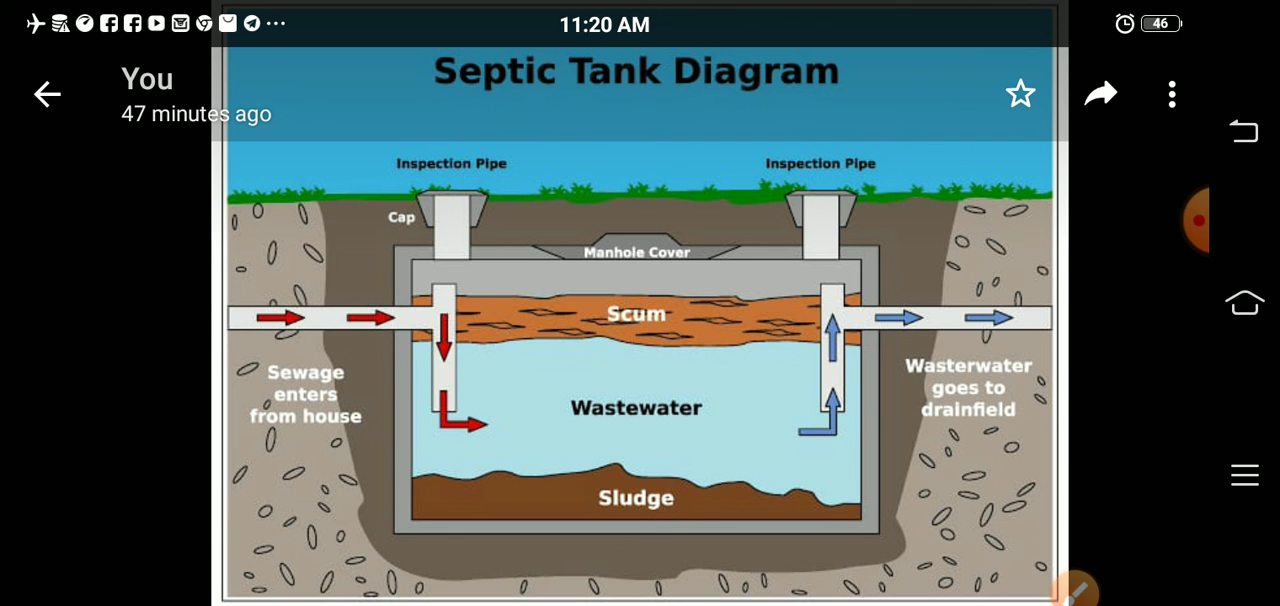 11:20 AM
46
You
47 minutes ago
Septic Tank Diagram
Inspection Pipe
Inspection Pipe
Cap
Manhole Cover
Scum
Sewage
enters
from house
Wasterwater
goes to
drainfield
Wastewater
Sludge